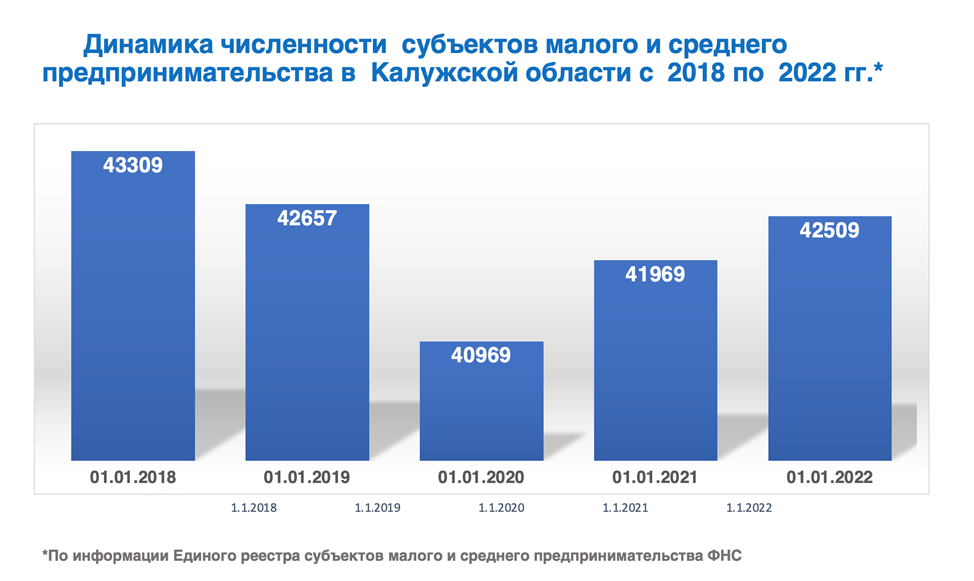 Динамика численности субъектов малого и среднего
предпринимательства в Калужской области с 2018 по 2022 гг.*
43309
42657
40969
41969
42509
01.01.2018 01.01.2019 01.01.2020 01.01.2021 01.01.2022
1.1.2018 1.1.2019 1.1.2020 1.1.2021 1.1.2022
*По информации Единого реестра субъектов малого и среднего предпринимательства ФНС